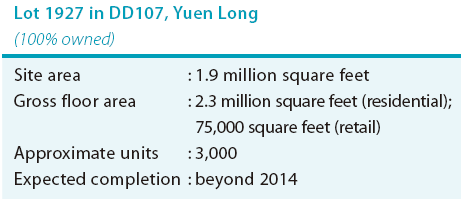 Lot 1927 in DD107, Yuen Long
(100% owned)
Site area : 1.9 million square feet
Gross floor area : 2.3 million square feet (residential);
75,000 square feet (retail)
Approximate units : 3,000
Expected completion : beyond 2014